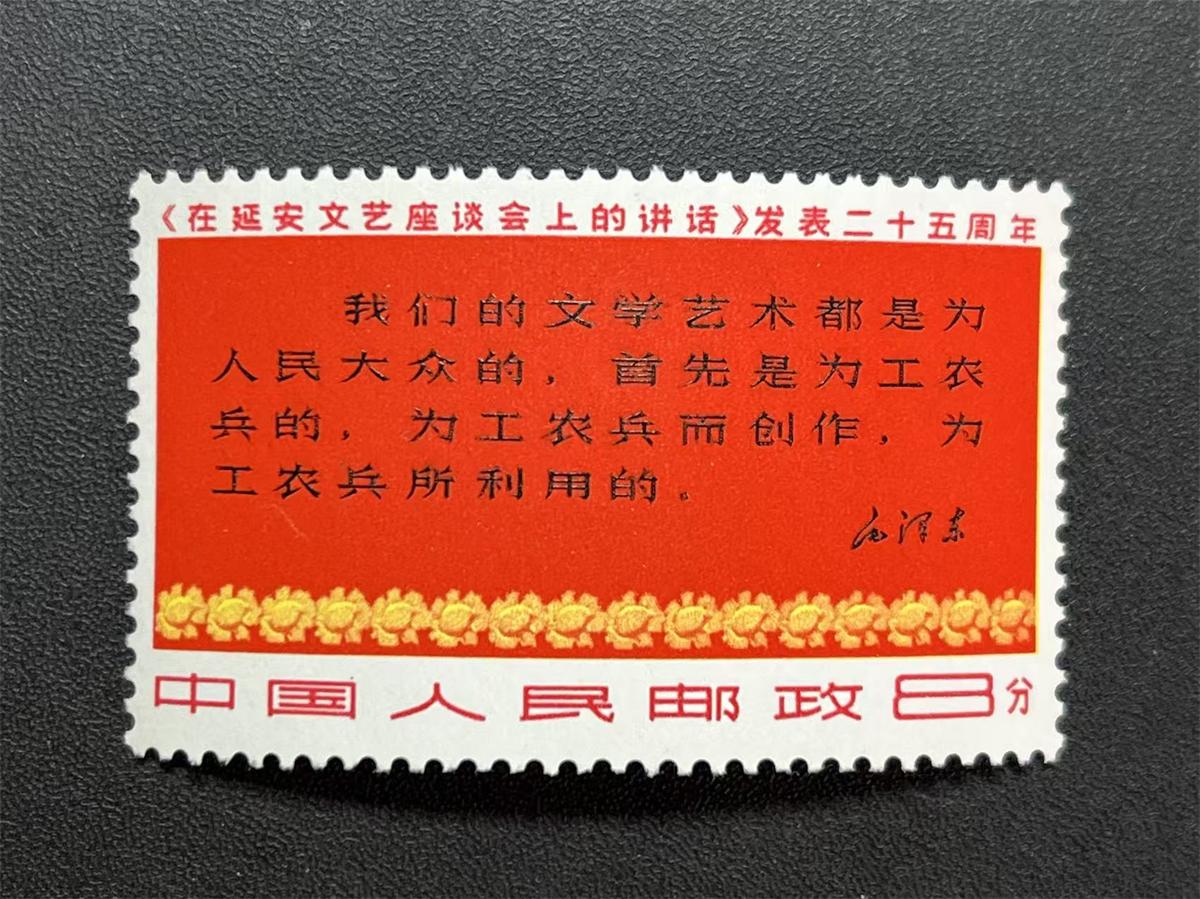 《在延安文艺座谈会上的讲话》发表二十五周年
我们的文学艺术都是为
人民大众的，首先是为工农
兵的，为工农兵而创作，为
工农兵所利用的。
毛泽东
中国人民邮政8分